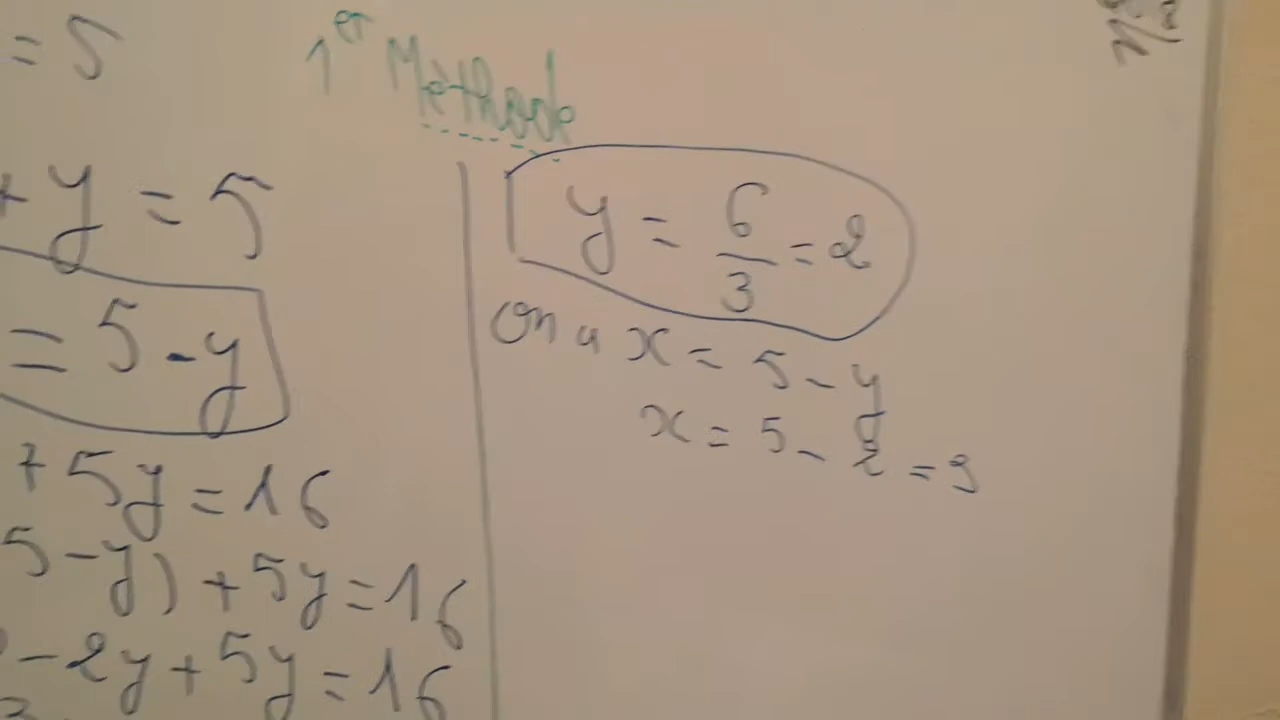 = 5
1er Méthode
+ y = 5
= 5 - y
+ 5y = 16
5 - y) + 5y = 16
- 2y + 5y = 16
y = 6/3 = 2
On a x = 5 - y
x = 5 - 2 = 3